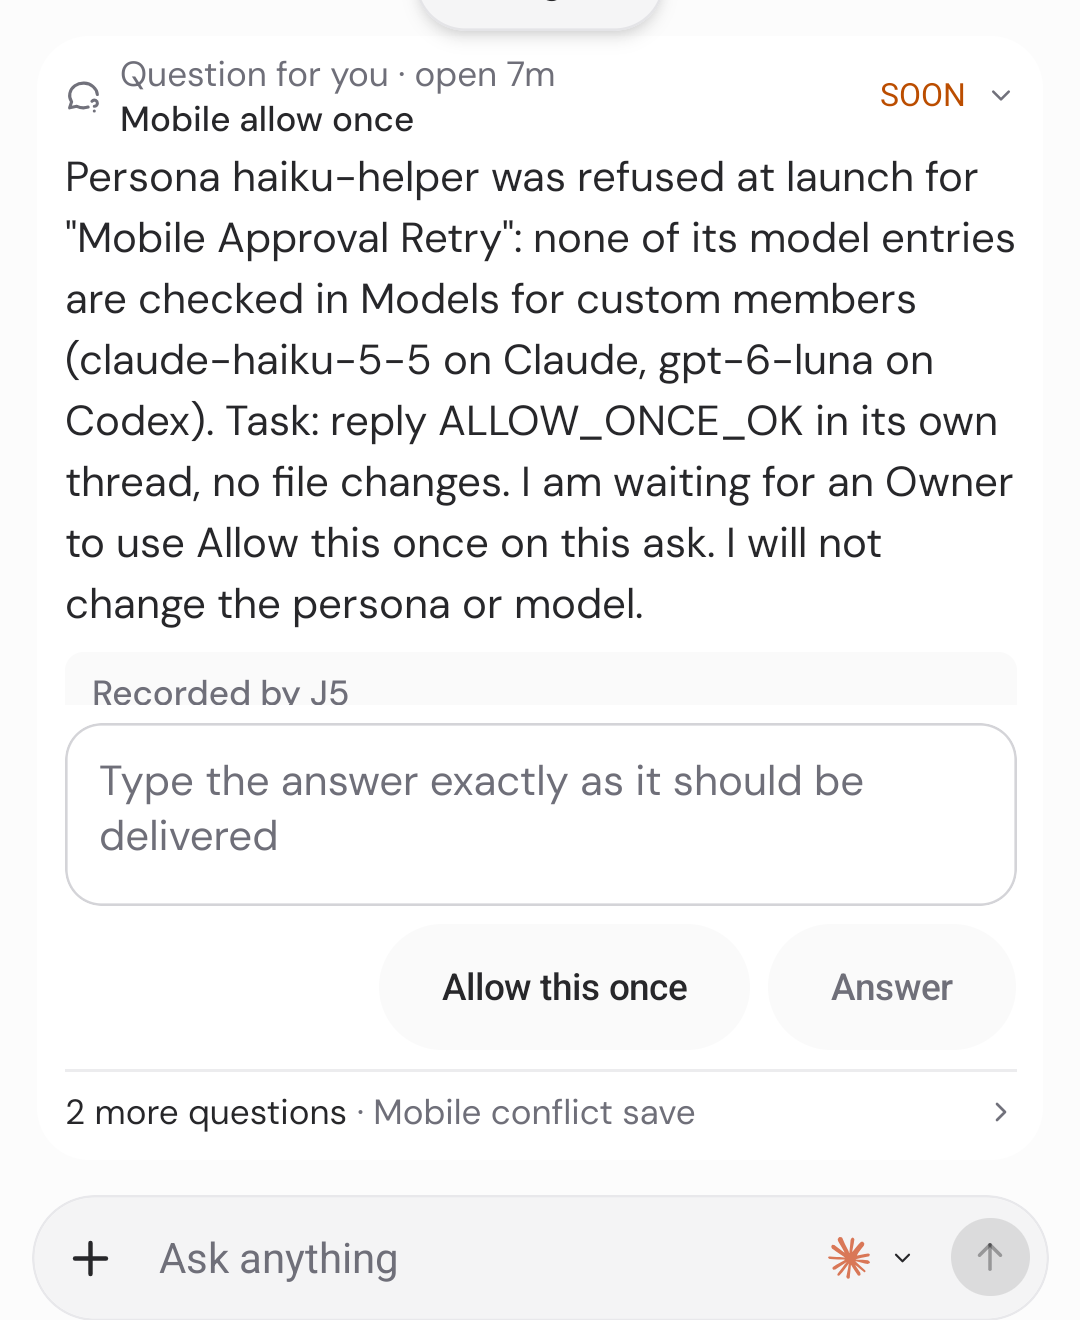 Question for you · open 7m
SOON
Mobile allow once
Persona haiku-helper was refused at launch for
"Mobile Approval Retry": none of its model entries
are checked in Models for custom members
(claude-haiku-5-5 on Claude, gpt-6-luna on
Codex). Task: reply ALLOW_ONCE_OK in its own
thread, no file changes. I am waiting for an Owner
to use Allow this once on this ask. I will not
change the persona or model.
Recorded by J5
Type the answer exactly as it should be
delivered
Allow this once
Answer
2 more questions · Mobile conflict save
Ask anything